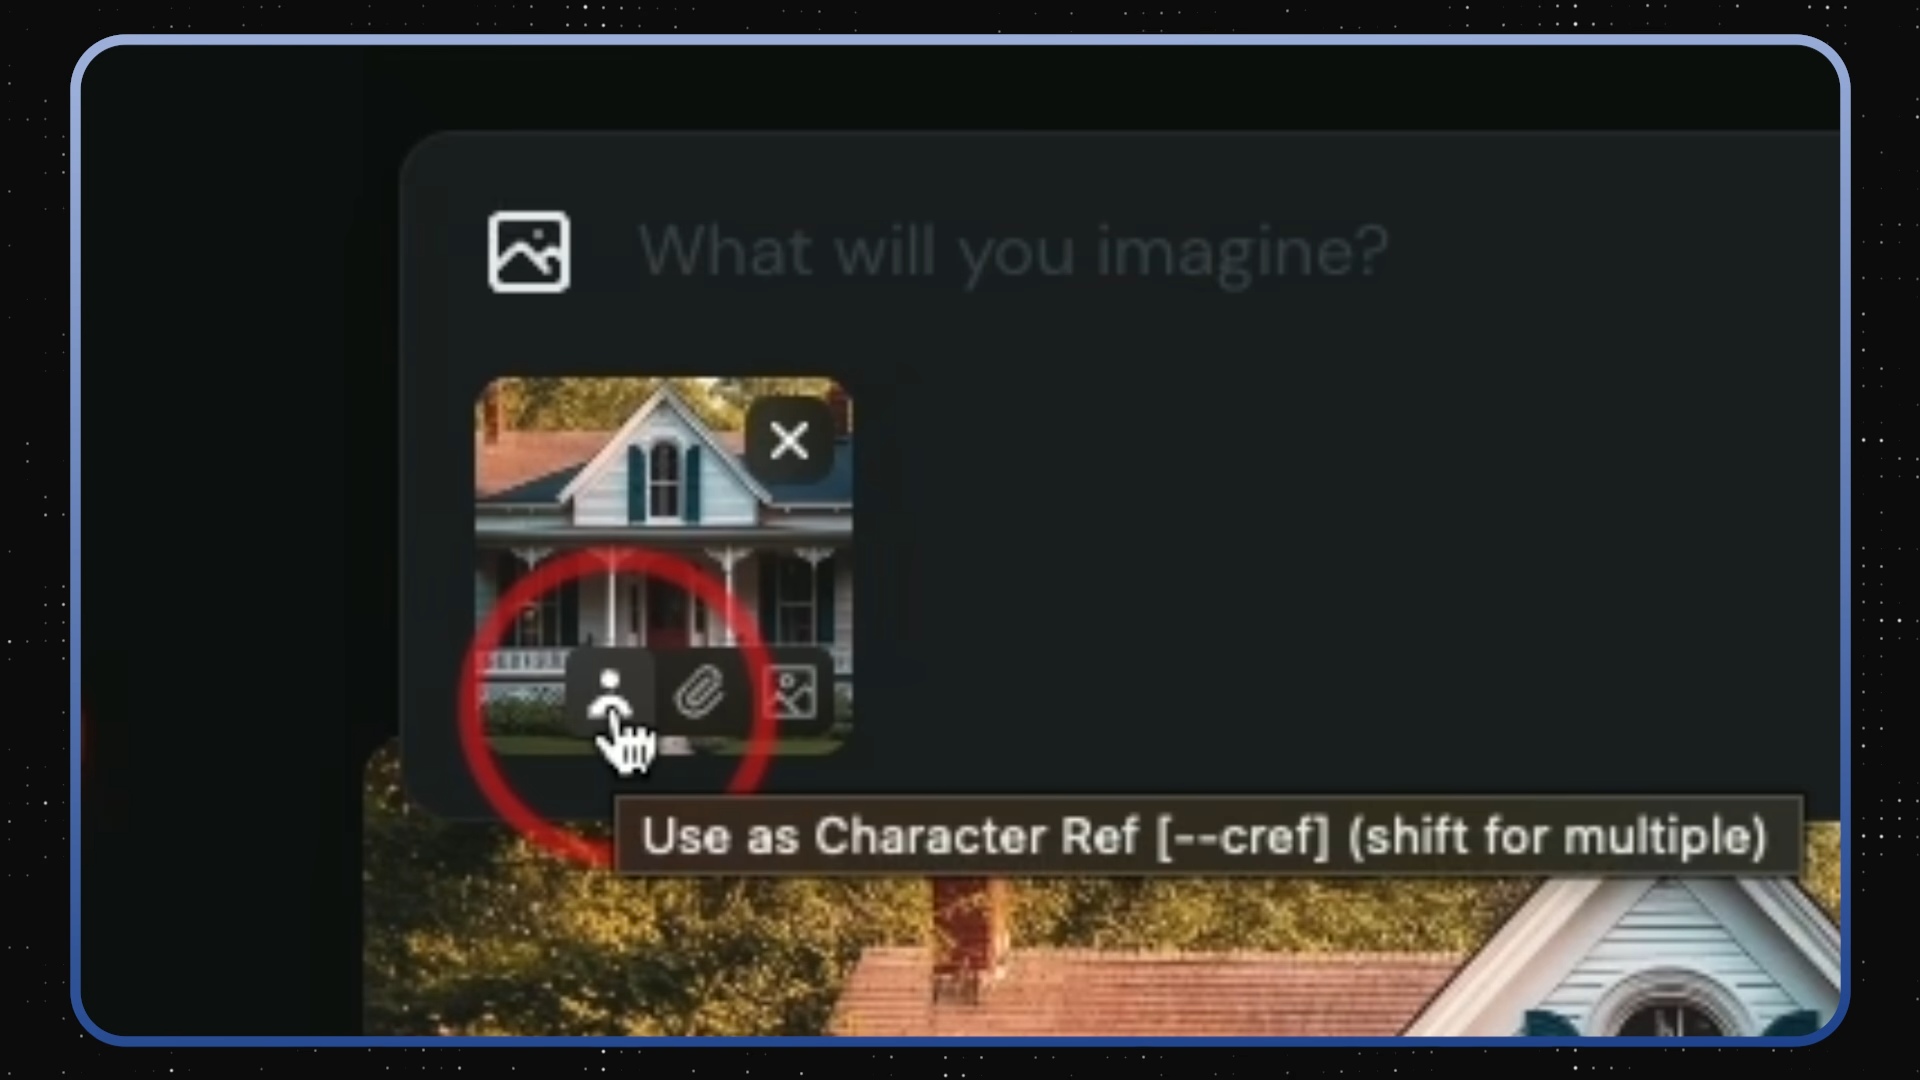 What will you imagine?
Use as Character Ref [--cref] (shift for multiple)